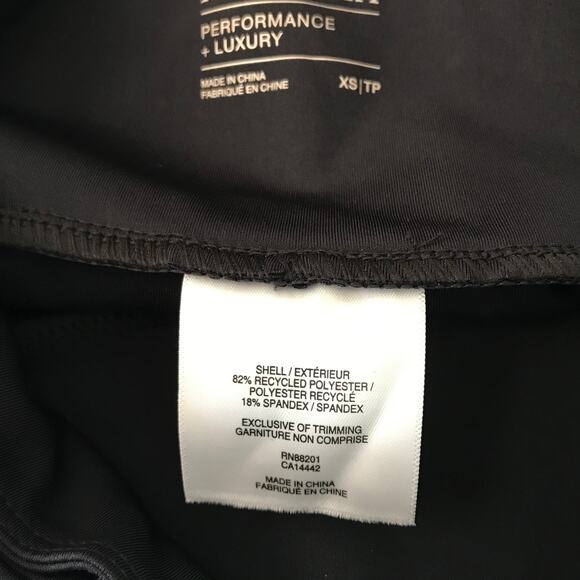 PERFORMANCE
+ LUXURY
MADE IN CHINA
FABRIQUÉ EN CHINE
XS|TP
SHELL / EXTÉRIEUR
82% RECYCLED POLYESTER /
POLYESTER RECYCLÉ
18% SPANDEX / SPANDEX
EXCLUSIVE OF TRIMMING
GARNITURE NON COMPRISE
RN88201
CA14442
MADE IN CHINA
FABRIQUÉ EN CHINE